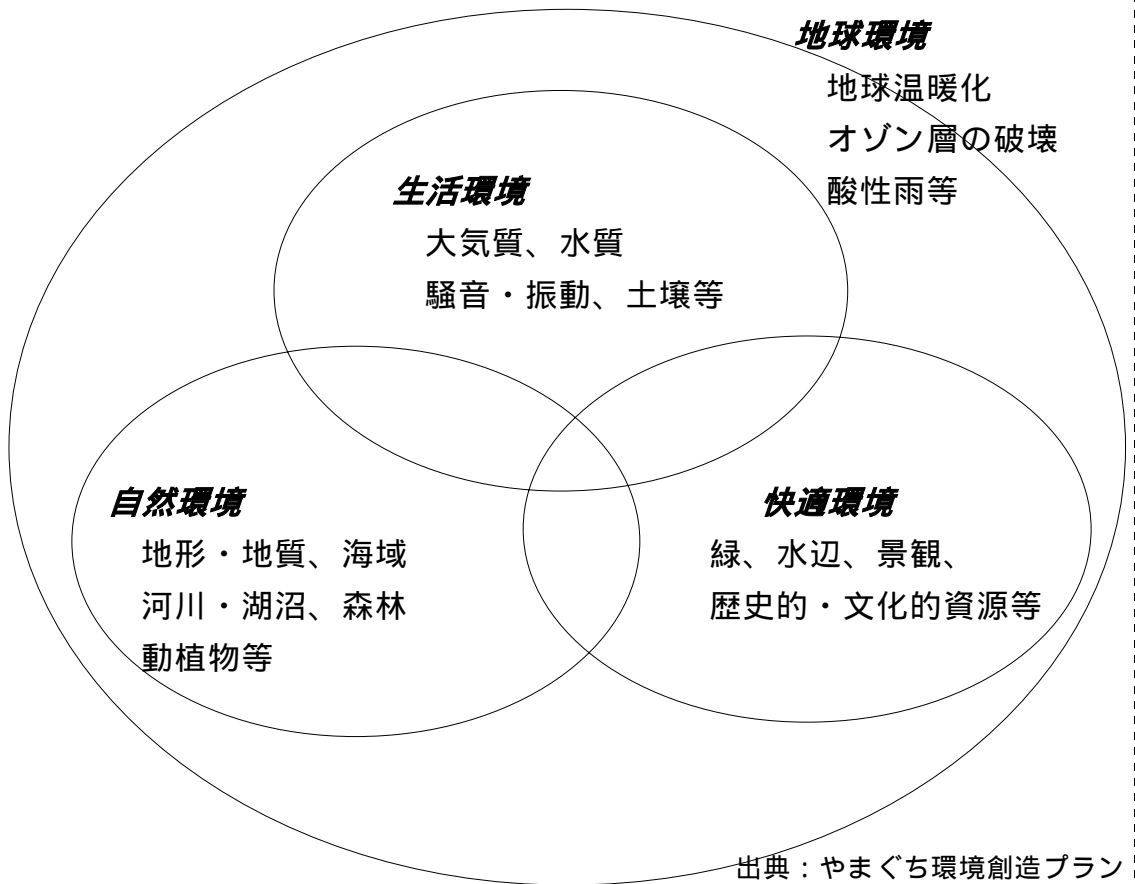 地球環境
地球温暖化
オゾン層の破壊
酸性雨等
生活環境
大気質、水質
騒音・振動、土壌等
自然環境
地形・地質、海域
河川・湖沼、森林
動植物等
快適環境
緑、水辺、景観、
歴史的・文化的資源等
出典：やまぐち環境創造プラン